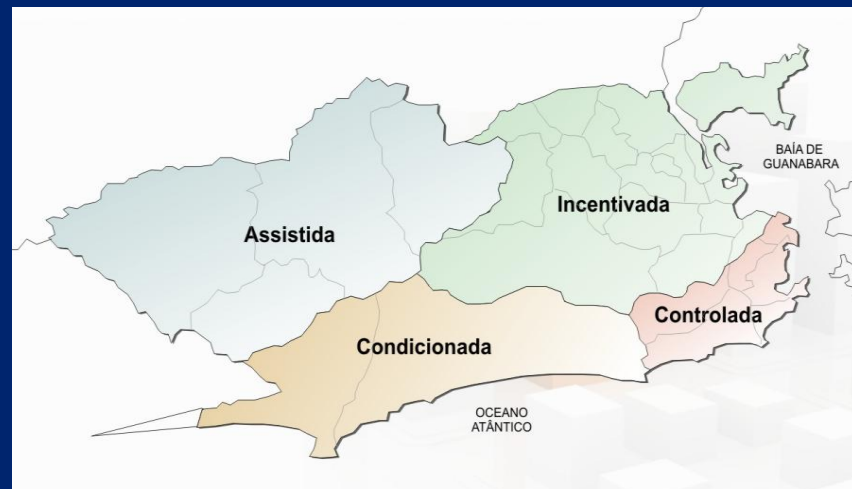 BAÍA DE
GUANABARA
Incentivada
Assistida
Controlada
Condicionada
OCEANO
ATÂNTICO